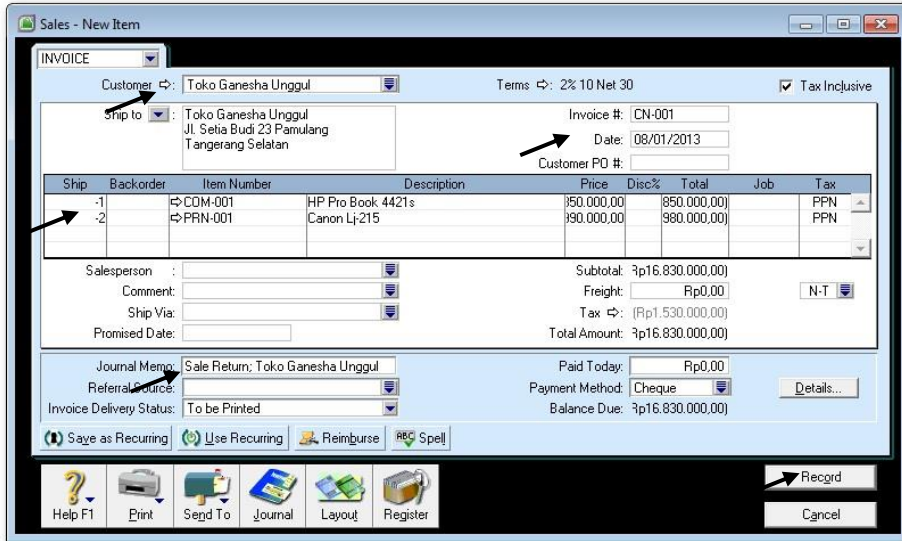 Sales - New Item
INVOICE
Customer : Toko Ganesha Unggul Terms : 2% 10 Net 30 Tax Inclusive
Ship to : Toko Ganesha Unggul Invoice #: CN-001
Jl. Setia Budi 23 Pamulang Date: 08/01/2013
Tangerang Selatan
Customer PO #:
Ship Backorder Item Number Description Price Disc% Total Job Tax
-1 COM-001 HP Pro Book 4421s 350.000,00 850.000,00) PPN
-2 PRN-001 Canon Lj-215 990.000,00 980.000,00) PPN
Salesperson : Subtotal: Rp16.830.000,00)
Comment: Freight: Rp0,00 N-T
Ship Via: Tax : (Rp1.530.000,00)
Promised Date: Total Amount: Rp16.830.000,00)
Journal Memo: Sale Return; Toko Ganesha Unggul Paid Today: Rp0,00
Referral Source: Payment Method: Cheque Details...
Invoice Delivery Status: To be Printed Balance Due: Rp16.830.000,00)
Save as Recurring Use Recurring Reimburse ABC Spell
Help F1 Print Send To Journal Layout Register
Record
Cancel